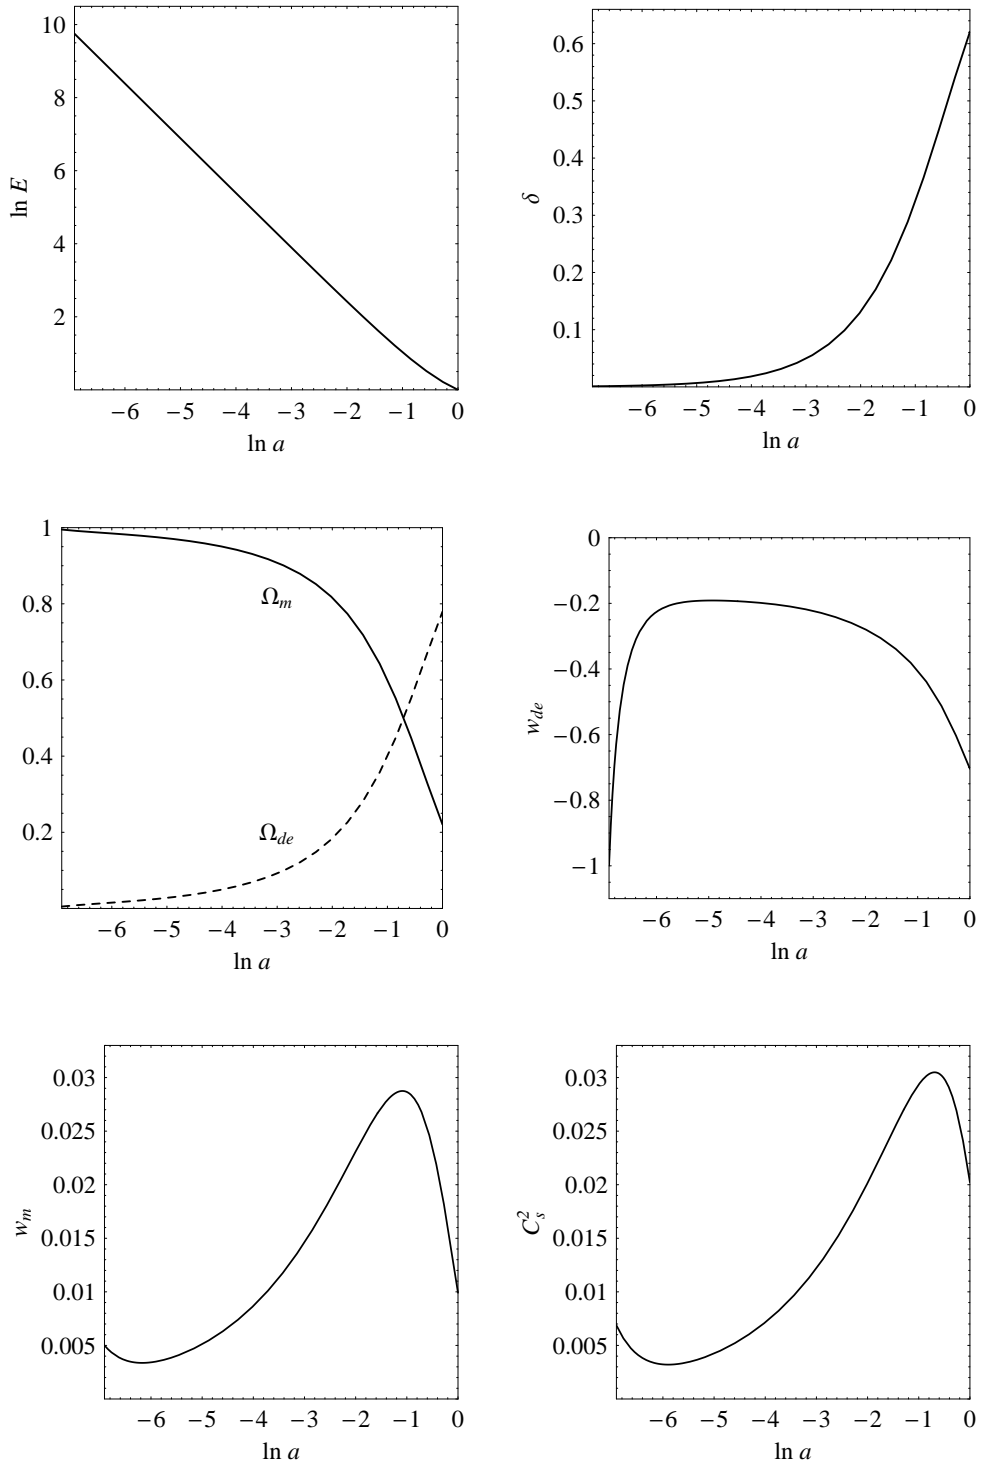 10
8
6
4
2
ln E
−6 −5 −4 −3 −2 −1 0
ln a
0.6
0.5
0.4
0.3
0.2
0.1
δ
−6 −5 −4 −3 −2 −1 0
ln a
1
0.8
0.6
0.4
0.2
Ωm
Ωde
−6 −5 −4 −3 −2 −1 0
ln a
0
−0.2
−0.4
−0.6
−0.8
−1
wde
−6 −5 −4 −3 −2 −1 0
ln a
0.03
0.025
0.02
0.015
0.01
0.005
wm
−6 −5 −4 −3 −2 −1 0
ln a
0.03
0.025
0.02
0.015
0.01
0.005
C_s^2
−6 −5 −4 −3 −2 −1 0
ln a